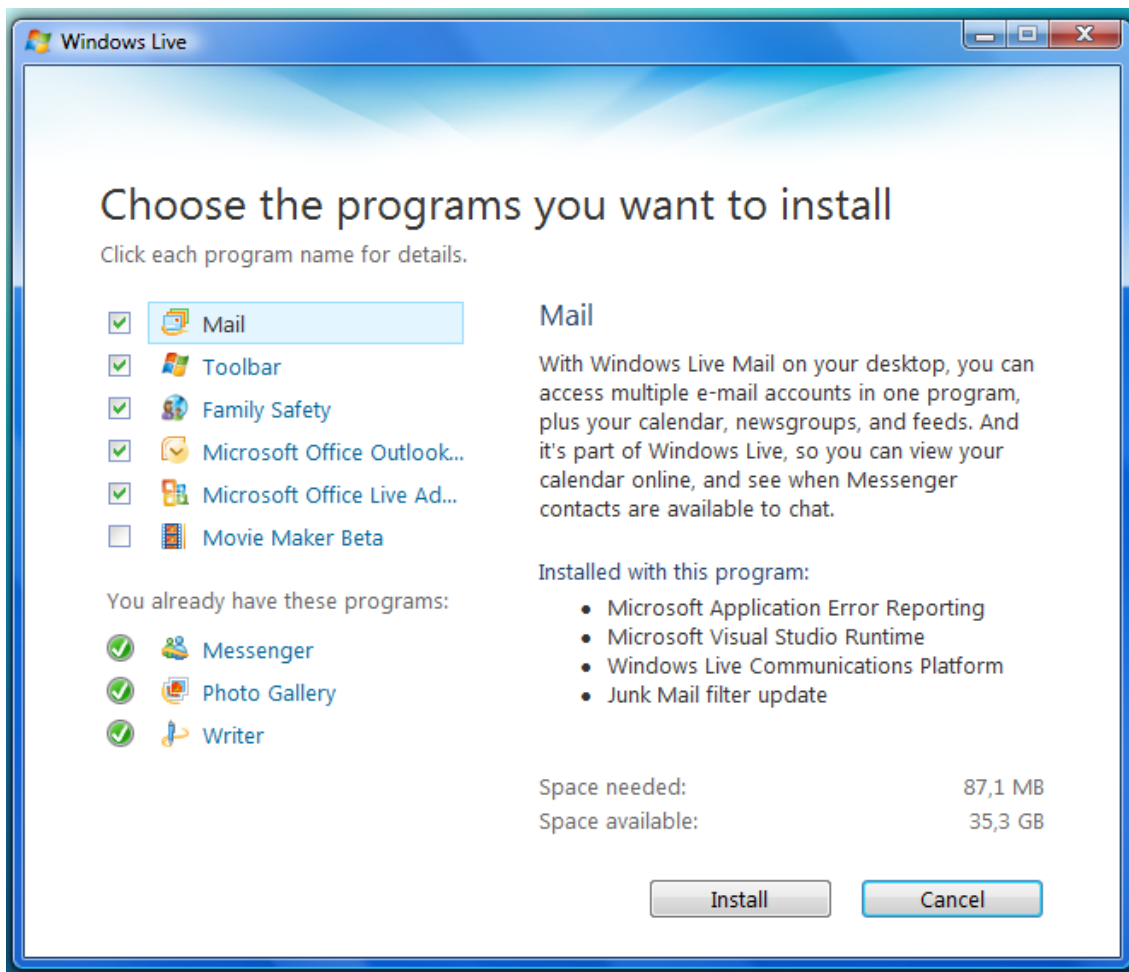 Windows Live
Choose the programs you want to install
Click each program name for details.
Mail
Toolbar
Family Safety
Microsoft Office Outlook...
Microsoft Office Live Ad...
Movie Maker Beta
You already have these programs:
Messenger
Photo Gallery
Writer
Mail
With Windows Live Mail on your desktop, you can
access multiple e-mail accounts in one program,
plus your calendar, newsgroups, and feeds. And
it's part of Windows Live, so you can view your
calendar online, and see when Messenger
contacts are available to chat.
Installed with this program:
• Microsoft Application Error Reporting
• Microsoft Visual Studio Runtime
• Windows Live Communications Platform
• Junk Mail filter update
Space needed: 87,1 MB
Space available: 35,3 GB
Install Cancel